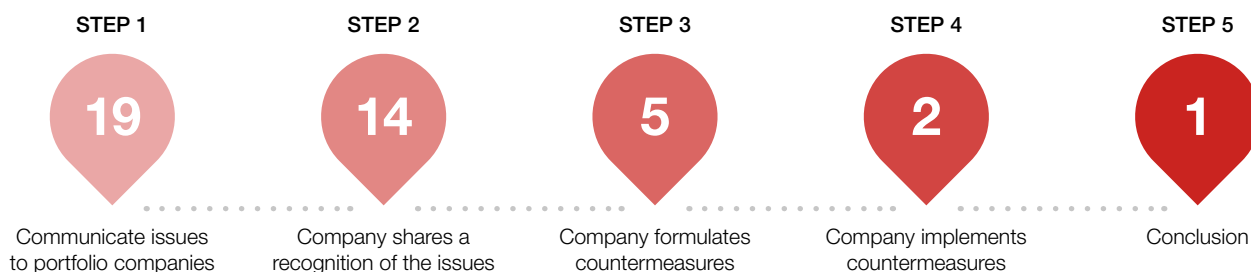 STEP 1
19
Communicate issues
to portfolio companies
STEP 2
14
Company shares a
recognition of the issues
STEP 3
5
Company formulates
countermeasures
STEP 4
2
Company implements
countermeasures
STEP 5
1
Conclusion